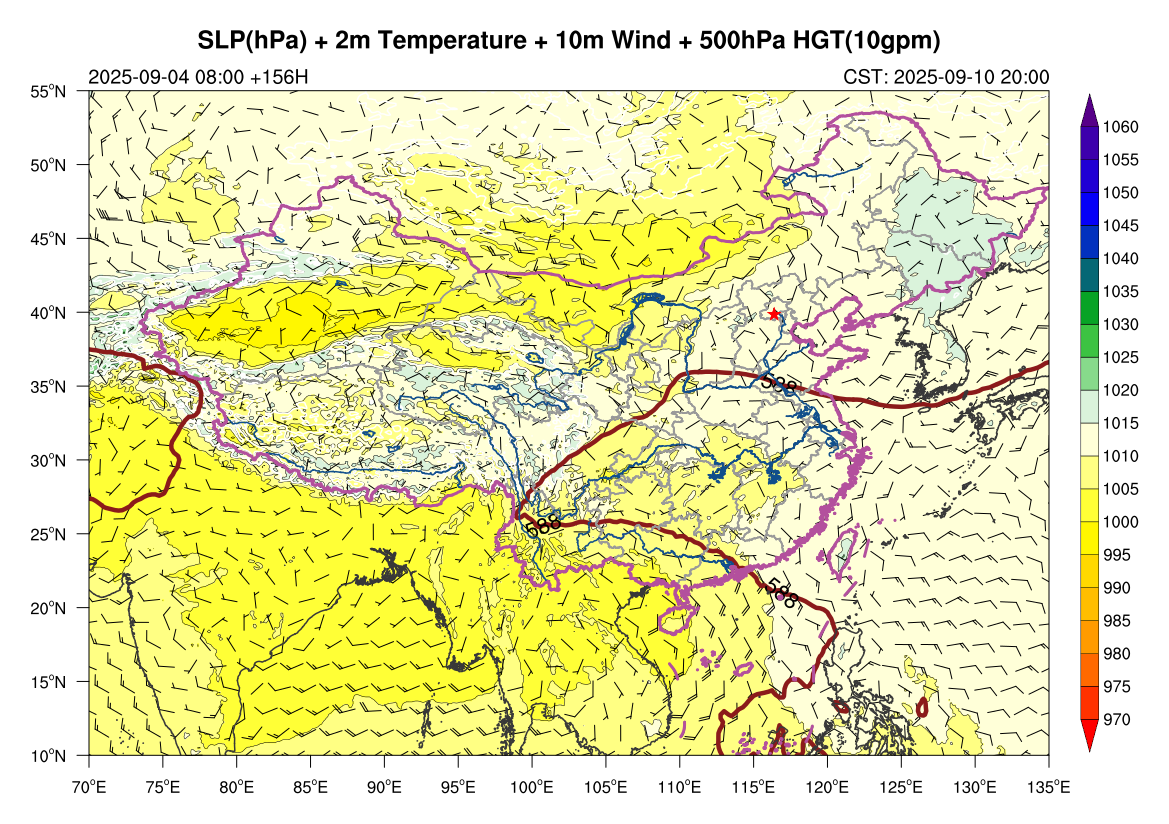 SLP(hPa) + 2m Temperature + 10m Wind + 500hPa HGT(10gpm)
2025-09-04 08:00 +156H
CST: 2025-09-10 20:00
55°N
50°N
45°N
40°N
35°N
30°N
25°N
20°N
15°N
10°N
588
588
588
70°E
75°E
80°E
85°E
90°E
95°E
100°E
105°E
110°E
115°E
120°E
125°E
130°E
135°E
1060
1055
1050
1045
1040
1035
1030
1025
1020
1015
1010
1005
1000
995
990
985
980
975
970